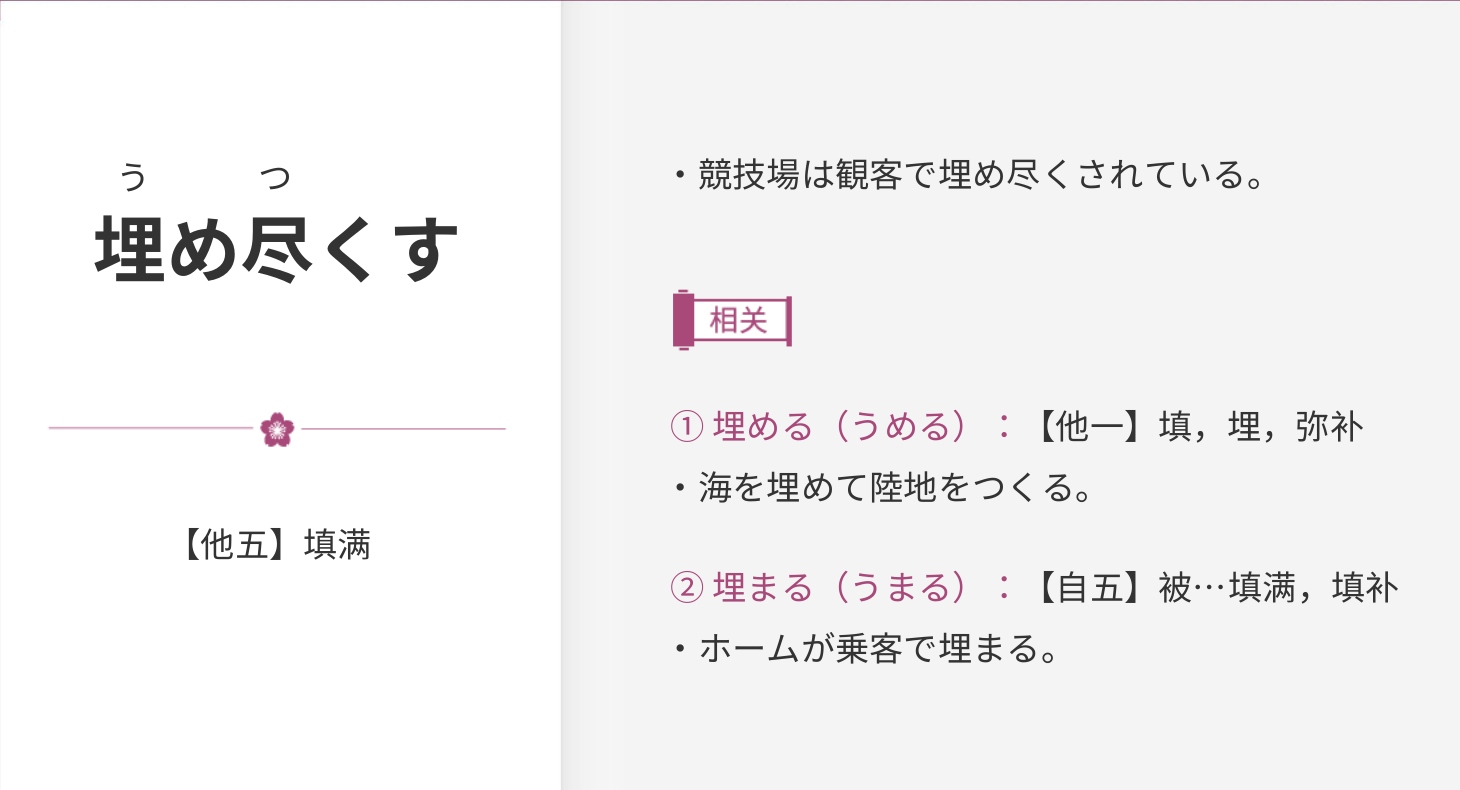 う つ
埋め尽くす
【他五】填满
・競技場は観客で埋め尽くされている。
相关
① 埋める（うめる）：【他一】填，埋，弥补
・海を埋めて陸地をつくる。
② 埋まる（うまる）：【自五】被…填满，填补
・ホームが乗客で埋まる。